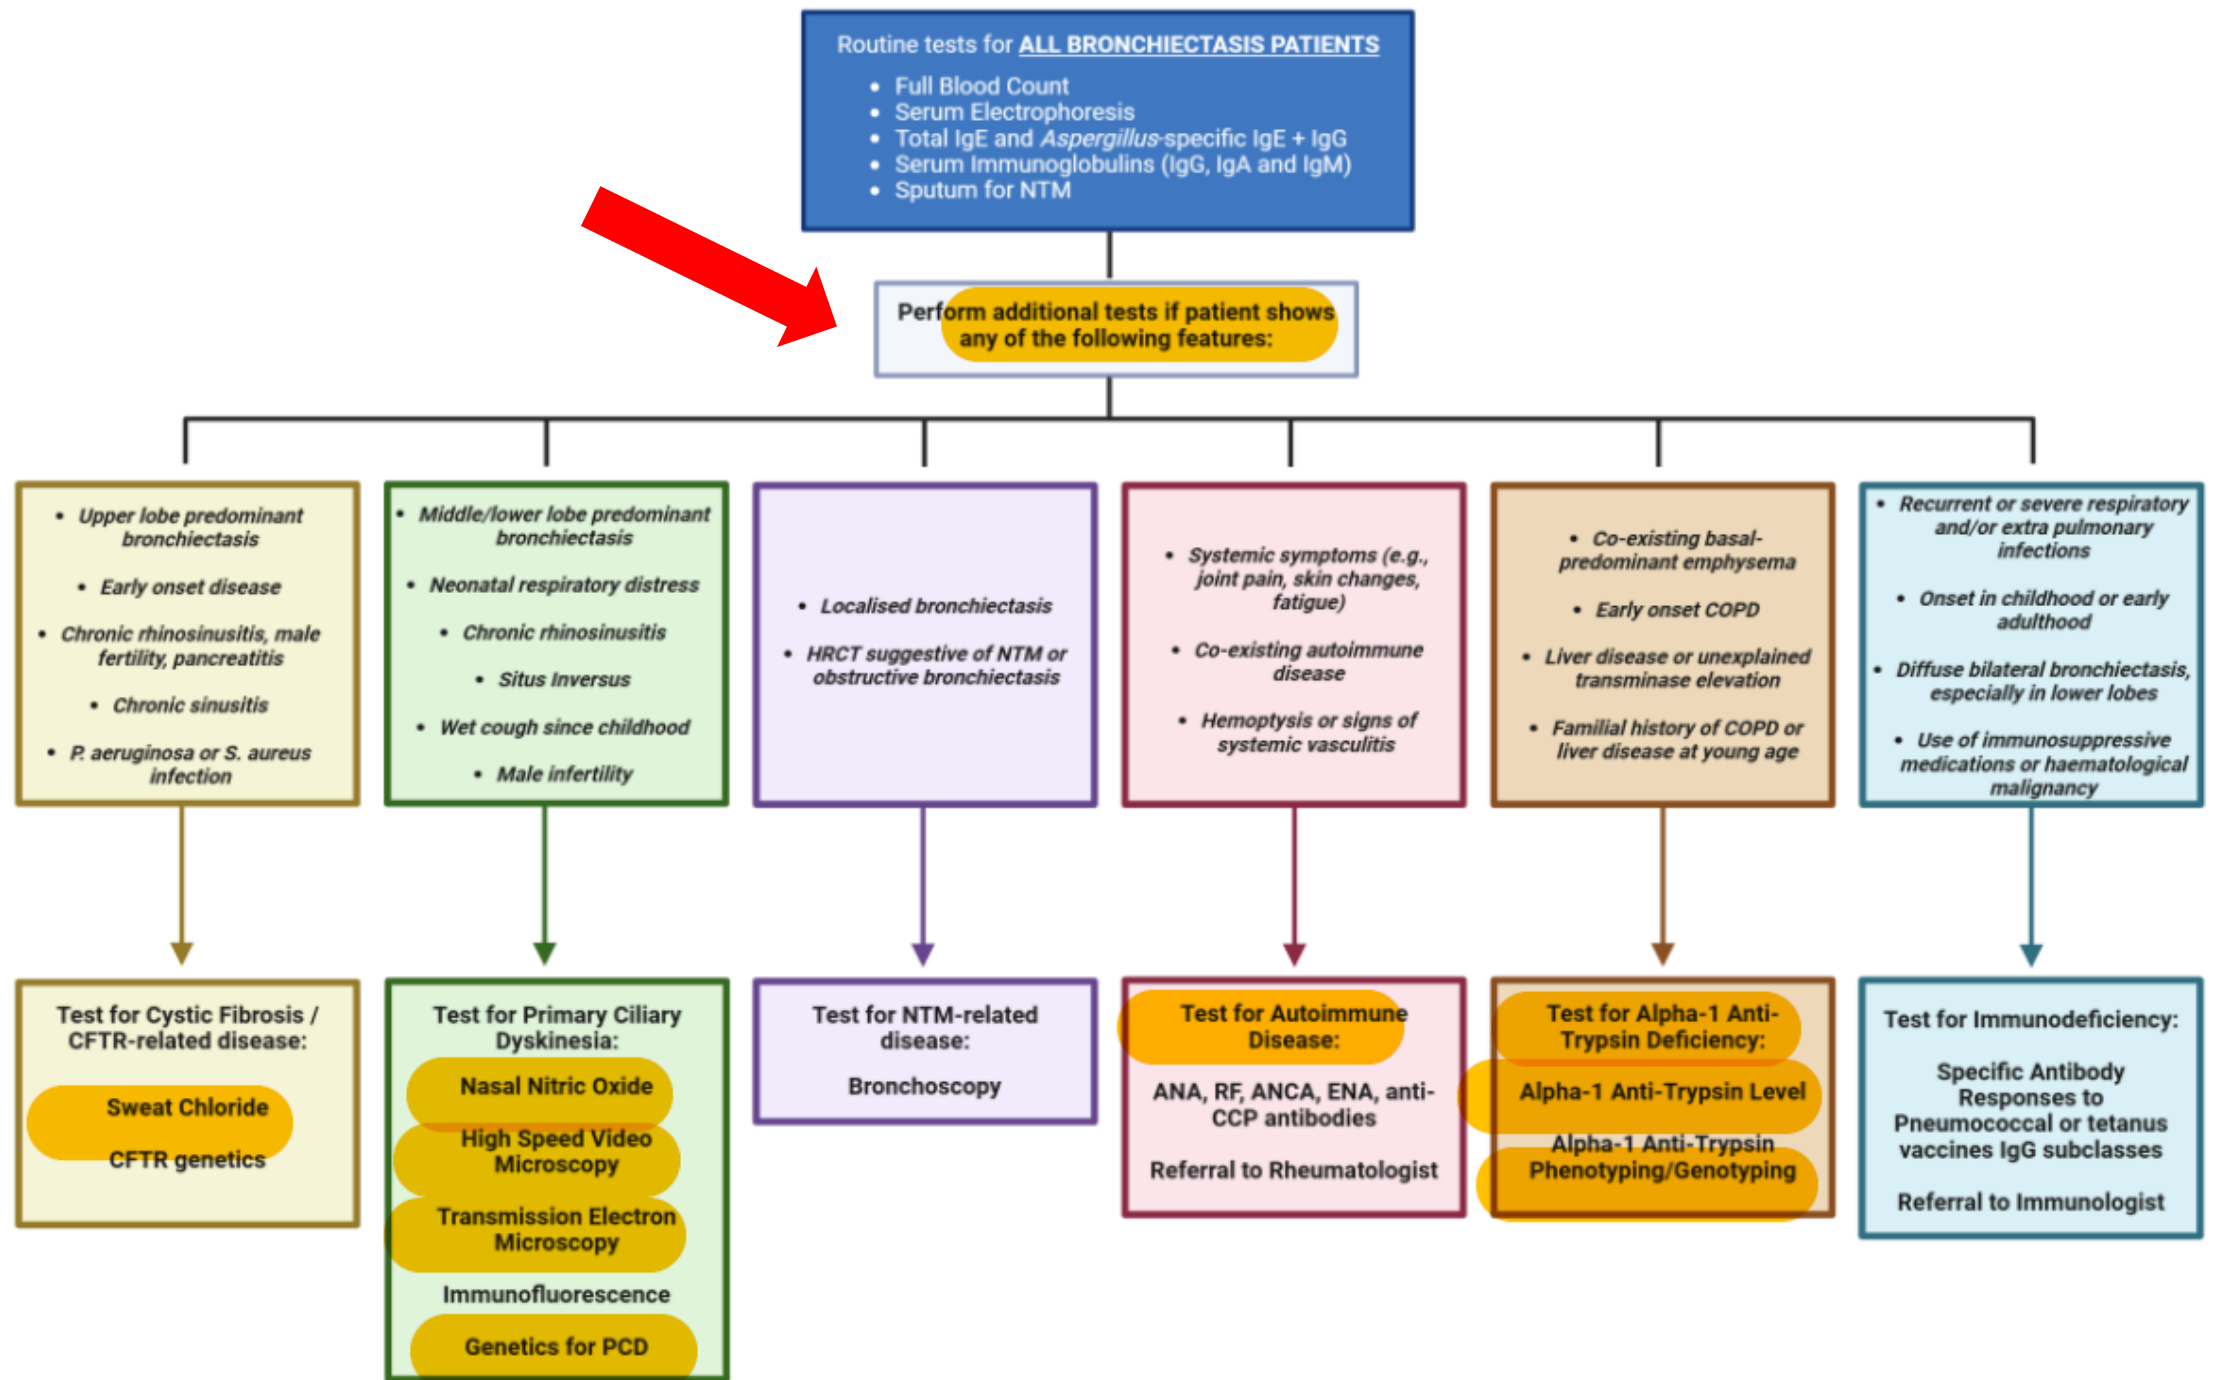 Routine tests for ALL BRONCHIECTASIS PATIENTS
• Full Blood Count
• Serum Electrophoresis
• Total IgE and Aspergillus-specific IgE + IgG
• Serum Immunoglobulins (IgG, IgA and IgM)
• Sputum for NTM
Perform additional tests if patient shows
any of the following features:
• Upper lobe predominant
bronchiectasis
• Early onset disease
• Chronic rhinosinusitis, male
fertility, pancreatitis
• Chronic sinusitis
• P. aeruginosa or S. aureus
infection
• Middle/lower lobe predominant
bronchiectasis
• Neonatal respiratory distress
• Chronic rhinosinusitis
• Situs Inversus
• Wet cough since childhood
• Male infertility
• Localised bronchiectasis
• HRCT suggestive of NTM or
obstructive bronchiectasis
• Systemic symptoms (e.g.,
joint pain, skin changes,
fatigue)
• Co-existing autoimmune
disease
• Hemoptysis or signs of
systemic vasculitis
• Co-existing basal-
predominant emphysema
• Early onset COPD
• Liver disease or unexplained
transminase elevation
• Familial history of COPD or
liver disease at young age
• Recurrent or severe respiratory
and/or extra pulmonary
infections
• Onset in childhood or early
adulthood
• Diffuse bilateral bronchiectasis,
especially in lower lobes
• Use of immunosuppressive
medications or haematological
malignancy
Test for Cystic Fibrosis /
CFTR-related disease:
Sweat Chloride
CFTR genetics
Test for Primary Ciliary
Dyskinesia:
Nasal Nitric Oxide
High Speed Video
Microscopy
Transmission Electron
Microscopy
Immunofluorescence
Genetics for PCD
Test for NTM-related
disease:
Bronchoscopy
Test for Autoimmune
Disease:
ANA, RF, ANCA, ENA, anti-
CCP antibodies
Referral to Rheumatologist
Test for Alpha-1 Anti-
Trypsin Deficiency:
Alpha-1 Anti-Trypsin Level
Alpha-1 Anti-Trypsin
Phenotyping/Genotyping
Test for Immunodeficiency:
Specific Antibody
Responses to
Pneumococcal or tetanus
vaccines IgG subclasses
Referral to Immunologist